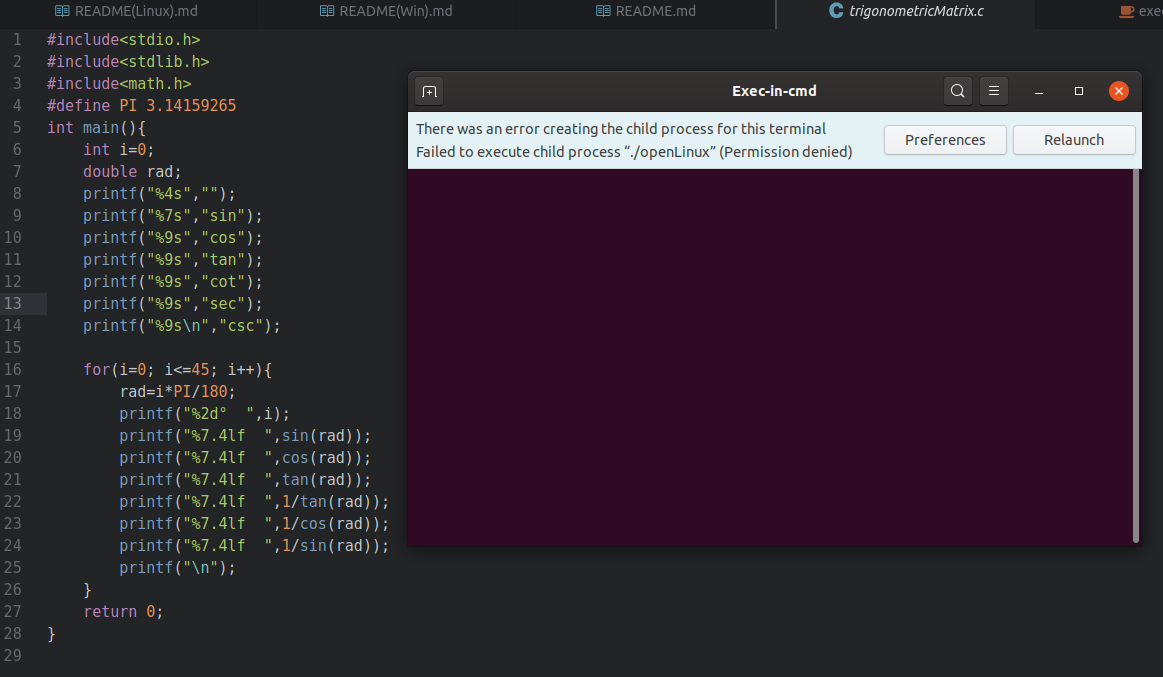 README(Linux).md README(Win).md README.md trigonometricMatrix.c exec
1 #include<stdio.h>
2 #include<stdlib.h>
3 #include<math.h>
4 #define PI 3.14159265
5 int main(){
6     int i=0;
7     double rad;
8     printf("%4s","");
9     printf("%7s","sin");
10     printf("%9s","cos");
11     printf("%9s","tan");
12     printf("%9s","cot");
13     printf("%9s","sec");
14     printf("%9s\n","csc");
15
16     for(i=0; i<=45; i++){
17         rad=i*PI/180;
18         printf("%2d°  ",i);
19         printf("%7.4lf  ",sin(rad));
20         printf("%7.4lf  ",cos(rad));
21         printf("%7.4lf  ",tan(rad));
22         printf("%7.4lf  ",1/tan(rad));
23         printf("%7.4lf  ",1/cos(rad));
24         printf("%7.4lf  ",1/sin(rad));
25         printf("\n");
26     }
27     return 0;
28 }
29
Exec-in-cmd
There was an error creating the child process for this terminal
Failed to execute child process “./openLinux” (Permission denied)
Preferences Relaunch